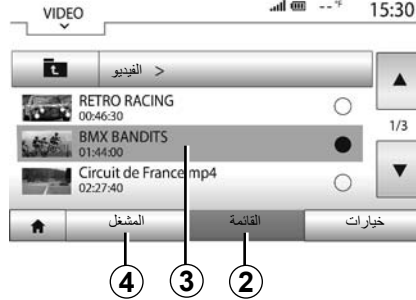 VIDEO --°F 15:30
< الفيديو
RETRO RACING
00:46:30
BMX BANDITS
01:44:00
1/3
Circuit de France.mp4
02:27:40
المشغل القائمة خيارات
4 3 2